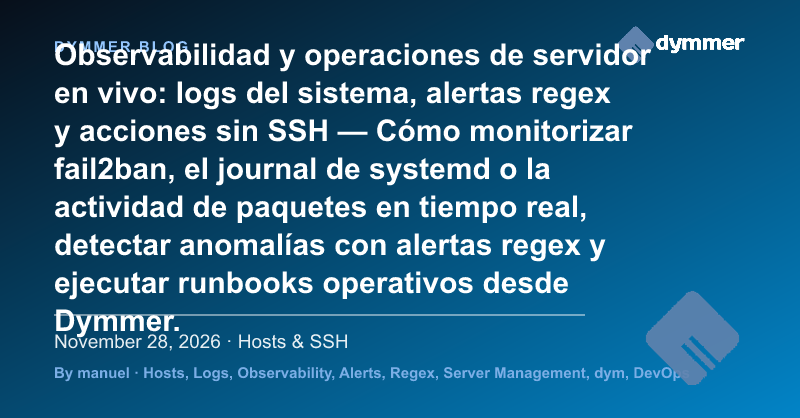 DYMMER BLOG
dymmer
Observabilidad y operaciones de servidor
en vivo: logs del sistema, alertas regex
y acciones sin SSH — Cómo monitorizar
fail2ban, el journal de systemd o la
actividad de paquetes en tiempo real,
detectar anomalías con alertas regex y
ejecutar runbooks operativos desde
Dymmer.
November 28, 2026 · Hosts & SSH
By manuel · Hosts, Logs, Observability, Alerts, Regex, Server Management, dym, DevOps